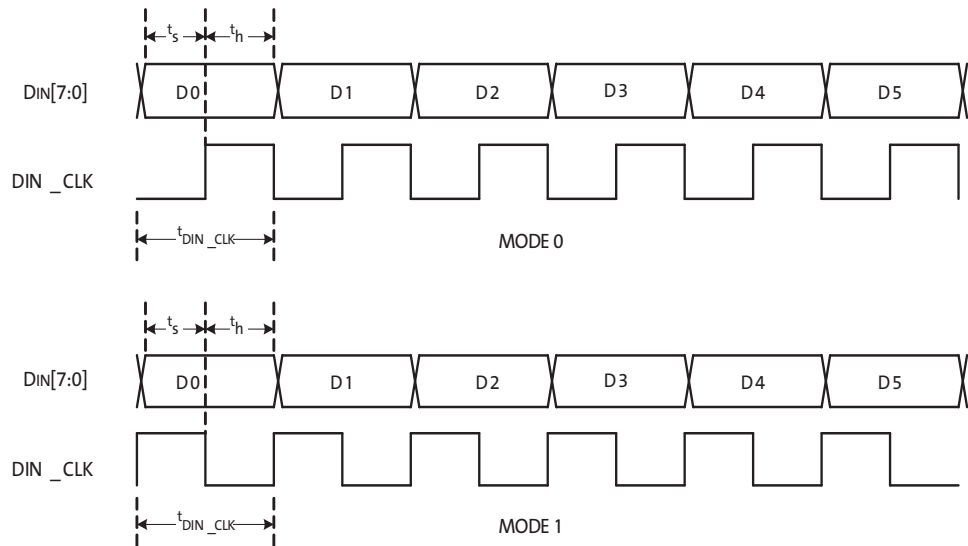 ts th
DIN[7:0] D0 D1 D2 D3 D4 D5
DIN _CLK
tDIN _CLK MODE 0
ts th
DIN[7:0] D0 D1 D2 D3 D4 D5
DIN _CLK
tDIN _CLK MODE 1